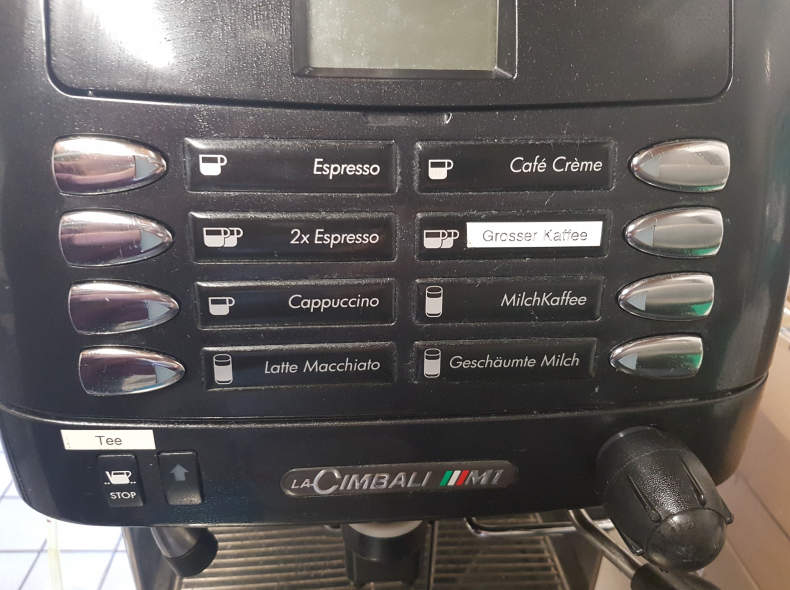 Espresso
Café Crème
2x Espresso
Grosser Kaffee
Cappuccino
MilchKaffee
Latte Macchiato
Geschäumte Milch
Tee
STOP
LA CIMBALI M1